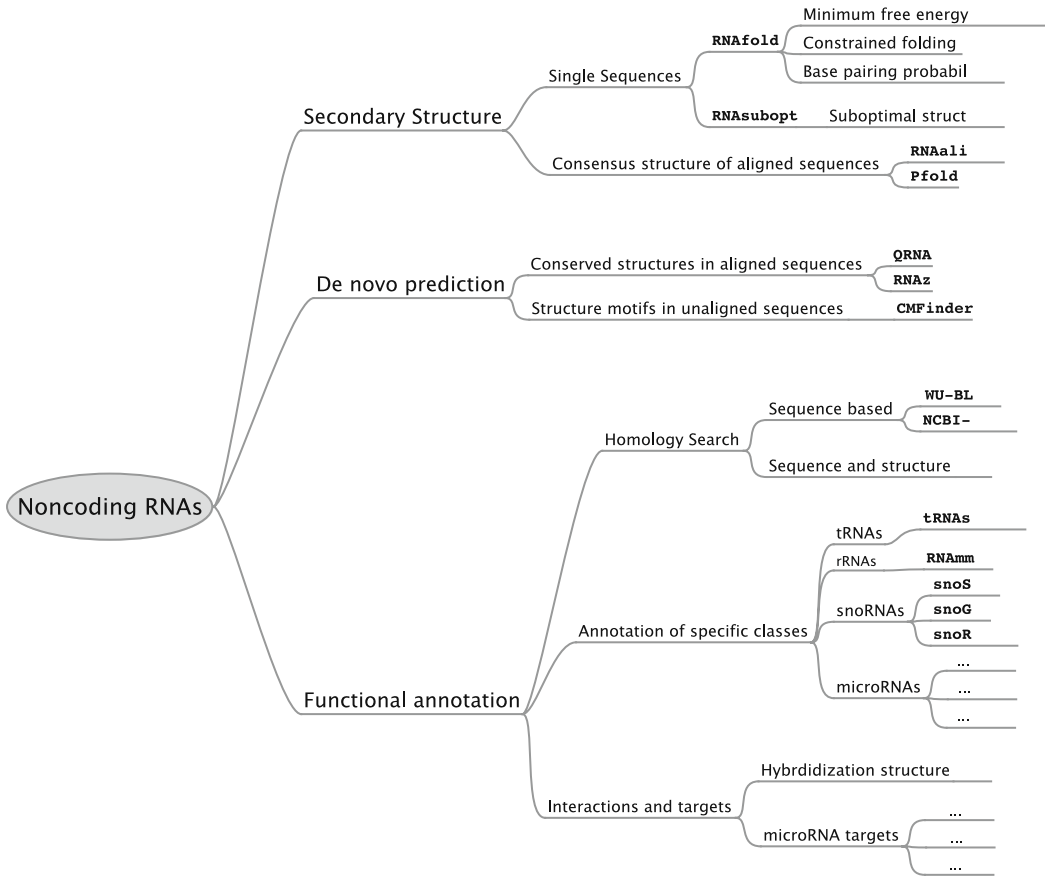 Noncoding RNAs
Secondary Structure
Single Sequences
RNAfold
Minimum free energy
Constrained folding
Base pairing probabil
RNAsubopt
Suboptimal struct
Consensus structure of aligned sequences
RNAali
Pfold
De novo prediction
Conserved structures in aligned sequences
QRNA
RNAz
Structure motifs in unaligned sequences
CMFinder
Functional annotation
Homology Search
Sequence based
WU-BL
NCBI-
Sequence and structure
Annotation of specific classes
tRNAs
tRNAs
rRNAs
RNAmm
snoRNAs
snoS
snoG
snoR
microRNAs
...
...
...
Interactions and targets
Hybrdidization structure
microRNA targets
...
...
...